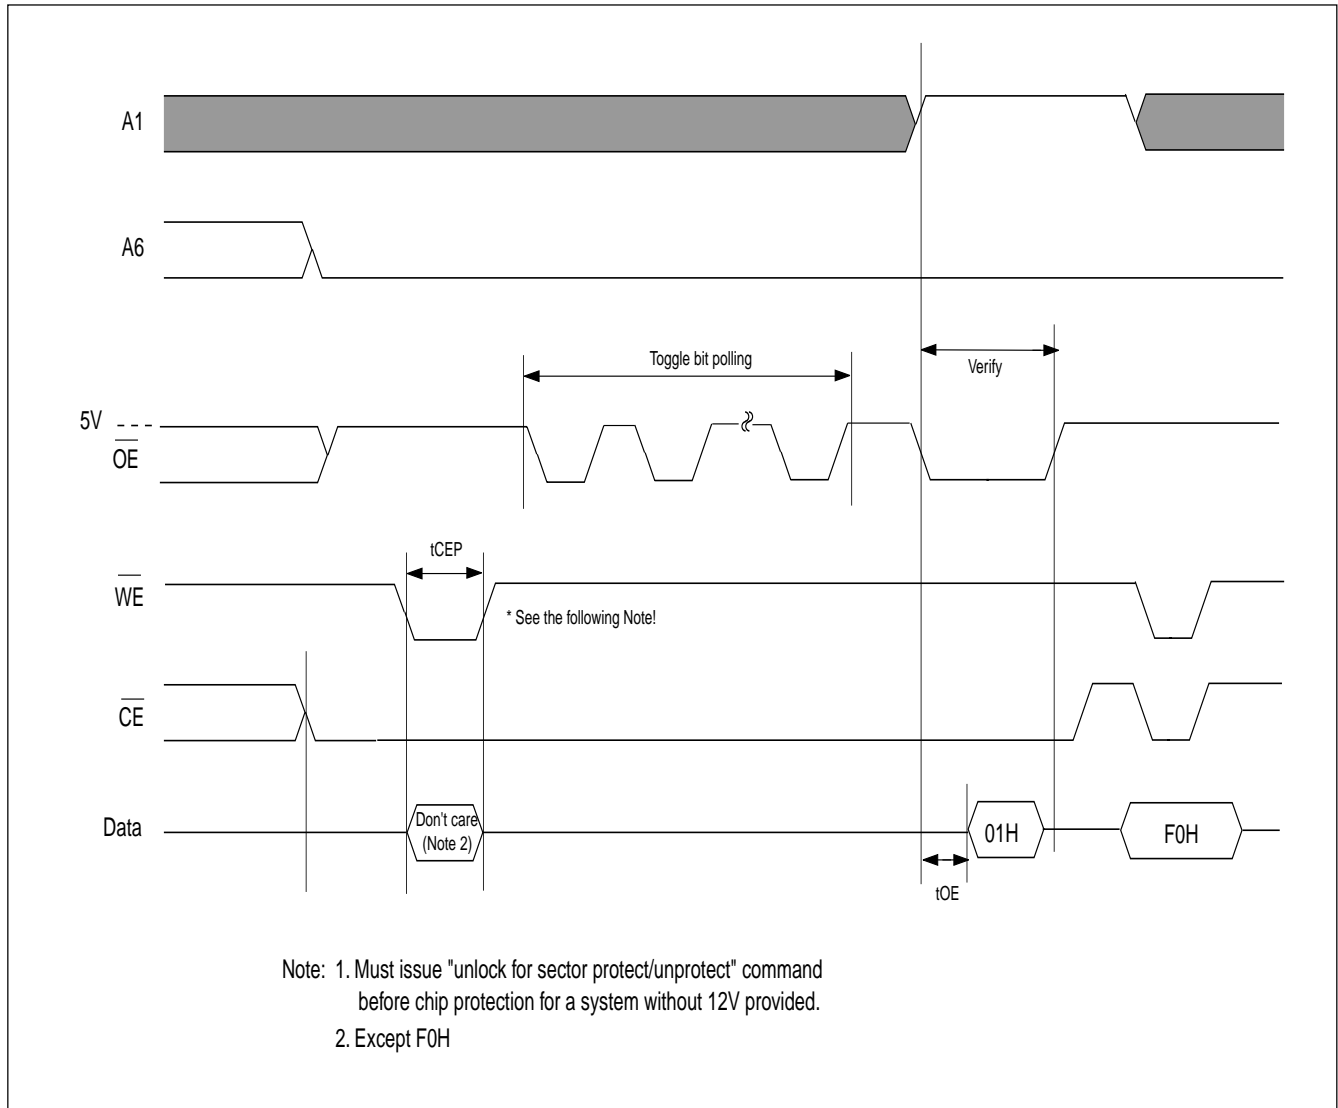 A1
A6
Toggle bit polling
Verify
5V
OE
tCEP
WE
* See the following Note!
CE
Data
Don't care
(Note 2)
01H
F0H
tOE
Note: 1. Must issue "unlock for sector protect/unprotect" command
before chip protection for a system without 12V provided.
2. Except F0H